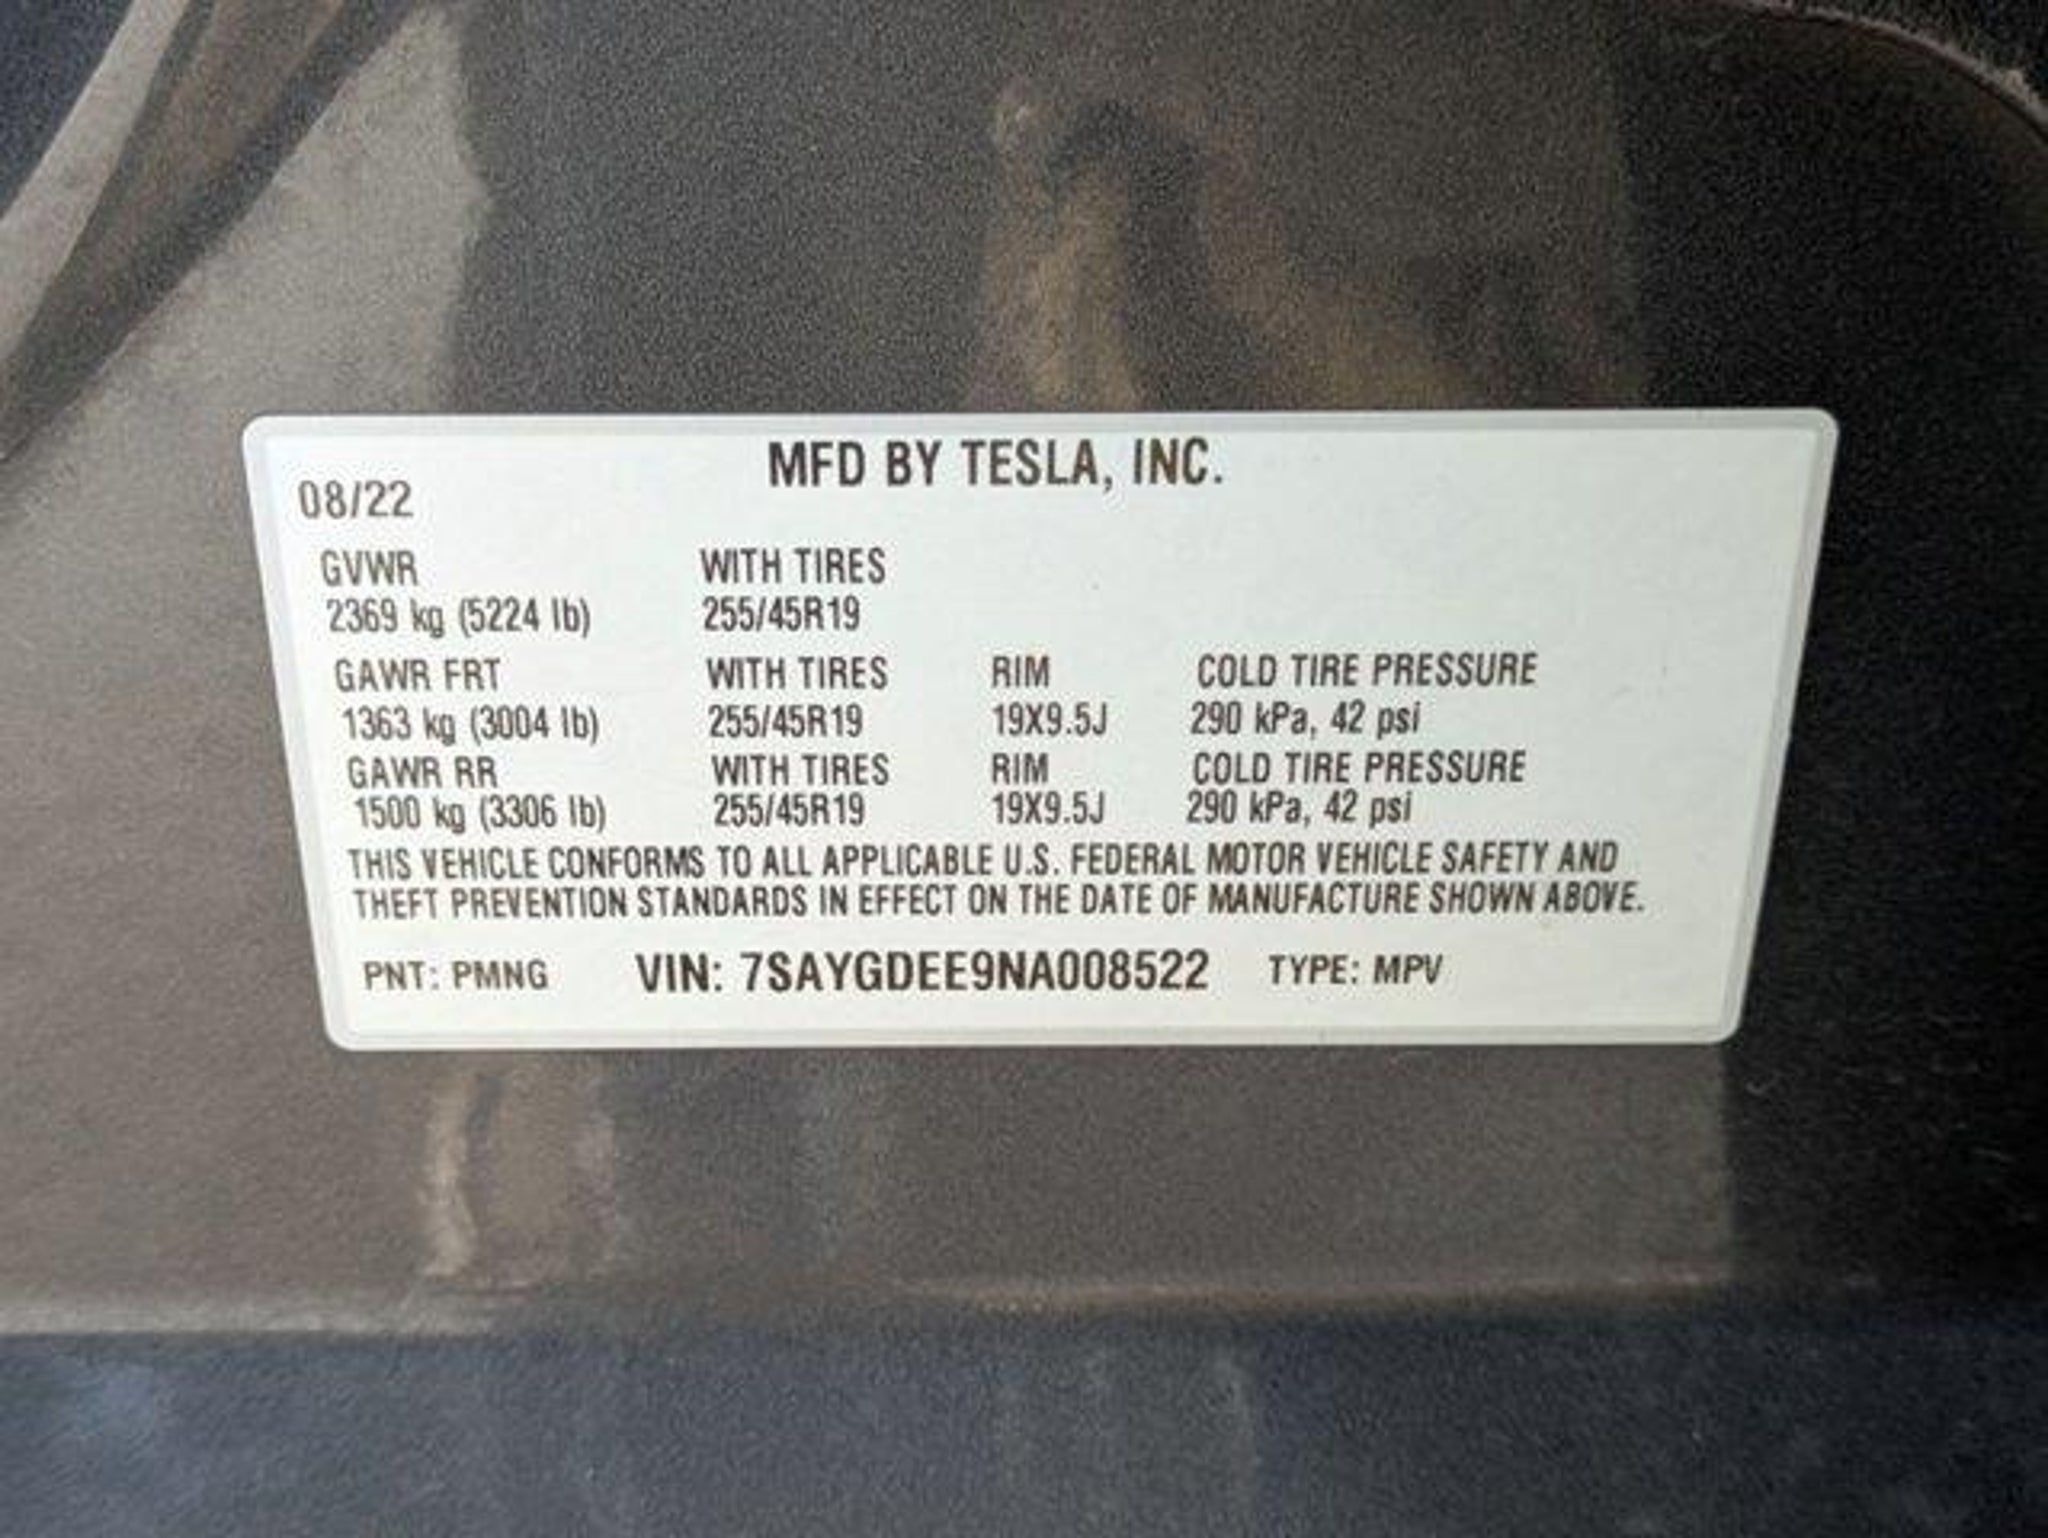 MFD BY TESLA, INC.
08/22
GVWR WITH TIRES
2369 kg (5224 lb) 255/45R19
GAWR FRT WITH TIRES RIM COLD TIRE PRESSURE
1363 kg (3004 lb) 255/45R19 19X9.5J 290 kPa, 42 psi
GAWR RR WITH TIRES RIM COLD TIRE PRESSURE
1500 kg (3306 lb) 255/45R19 19X9.5J 290 kPa, 42 psi
THIS VEHICLE CONFORMS TO ALL APPLICABLE U.S. FEDERAL MOTOR VEHICLE SAFETY AND
THEFT PREVENTION STANDARDS IN EFFECT ON THE DATE OF MANUFACTURE SHOWN ABOVE.
PNT: PMNG VIN: 7SAYGDEE9NA008522 TYPE: MPV